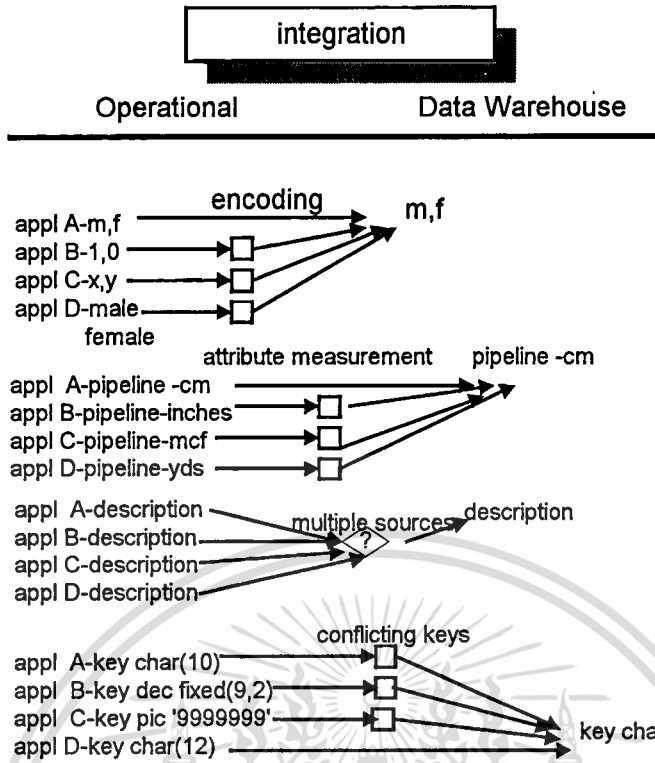 integration
Operational Data Warehouse
encoding m,f
appl A-m,f
appl B-1,0
appl C-x,y
appl D-male
female
attribute measurement pipeline -cm
appl A-pipeline -cm
appl B-pipeline-inches
appl C-pipeline-mcf
appl D-pipeline-yds
appl A-description
multiple sources description
appl B-description ?
appl C-description
appl D-description
conflicting keys
appl A-key char(10)
appl B-key dec fixed(9,2)
appl C-key pic '9999999'
key cha
appl D-key char(12)